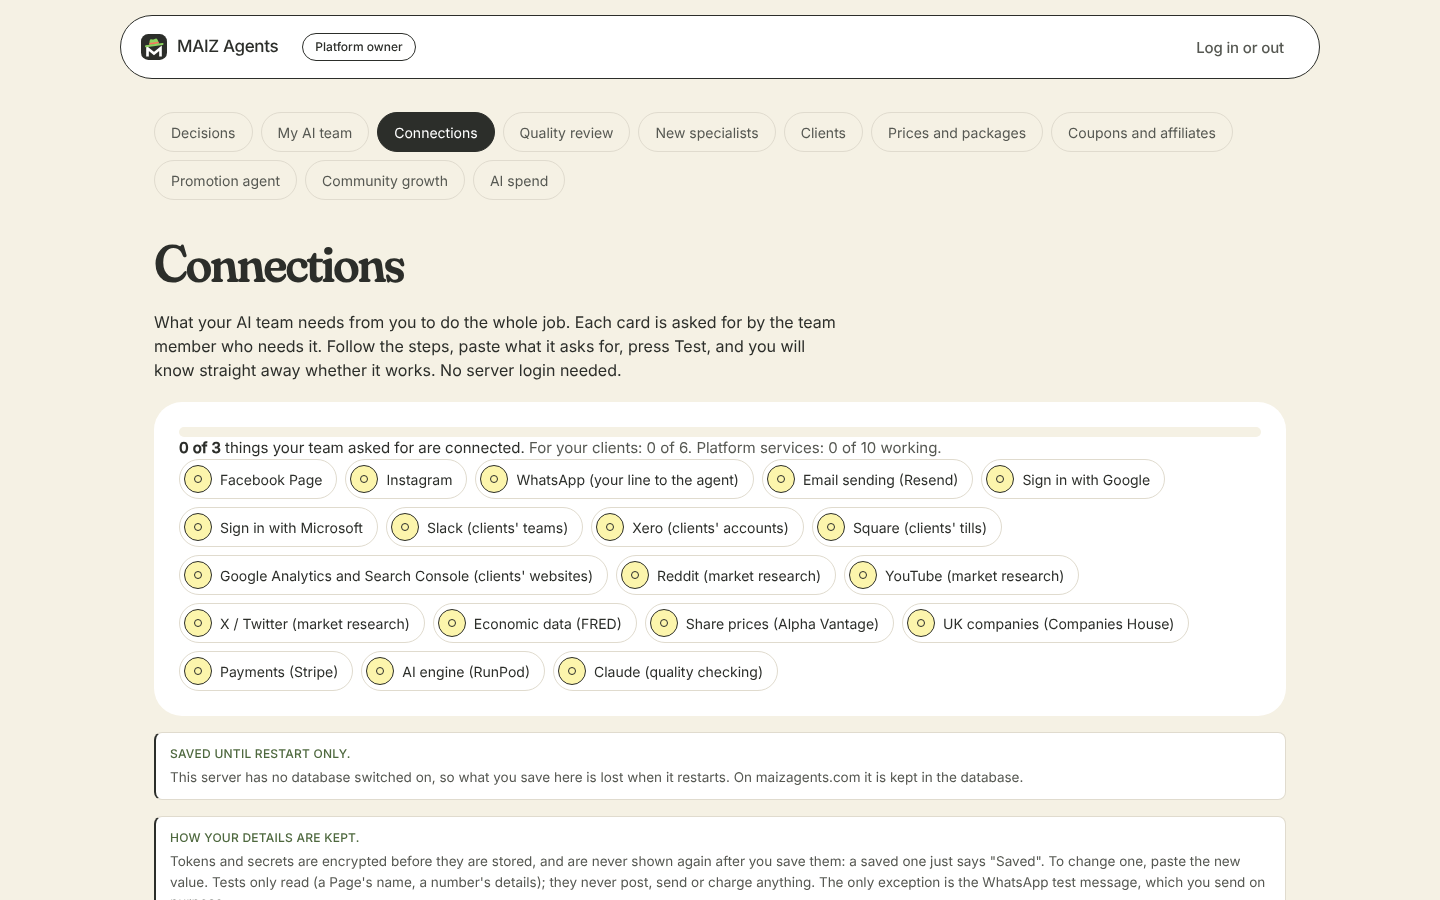 MAIZ Agents
Platform owner
Log in or out
Decisions
My AI team
Connections
Quality review
New specialists
Clients
Prices and packages
Coupons and affiliates
Promotion agent
Community growth
AI spend
Connections
What your AI team needs from you to do the whole job. Each card is asked for by the team
member who needs it. Follow the steps, paste what it asks for, press Test, and you will
know straight away whether it works. No server login needed.
0 of 3 things your team asked for are connected. For your clients: 0 of 6. Platform services: 0 of 10 working.
Facebook Page
Instagram
WhatsApp (your line to the agent)
Email sending (Resend)
Sign in with Google
Sign in with Microsoft
Slack (clients' teams)
Xero (clients' accounts)
Square (clients' tills)
Google Analytics and Search Console (clients' websites)
Reddit (market research)
YouTube (market research)
X / Twitter (market research)
Economic data (FRED)
Share prices (Alpha Vantage)
UK companies (Companies House)
Payments (Stripe)
AI engine (RunPod)
Claude (quality checking)
SAVED UNTIL RESTART ONLY.
This server has no database switched on, so what you save here is lost when it restarts. On maizagents.com it is kept in the database.
HOW YOUR DETAILS ARE KEPT.
Tokens and secrets are encrypted before they are stored, and are never shown again after you save them: a saved one just says "Saved". To change one, paste the new
value. Tests only read (a Page's name, a number's details); they never post, send or charge anything. The only exception is the WhatsApp test message, which you send on